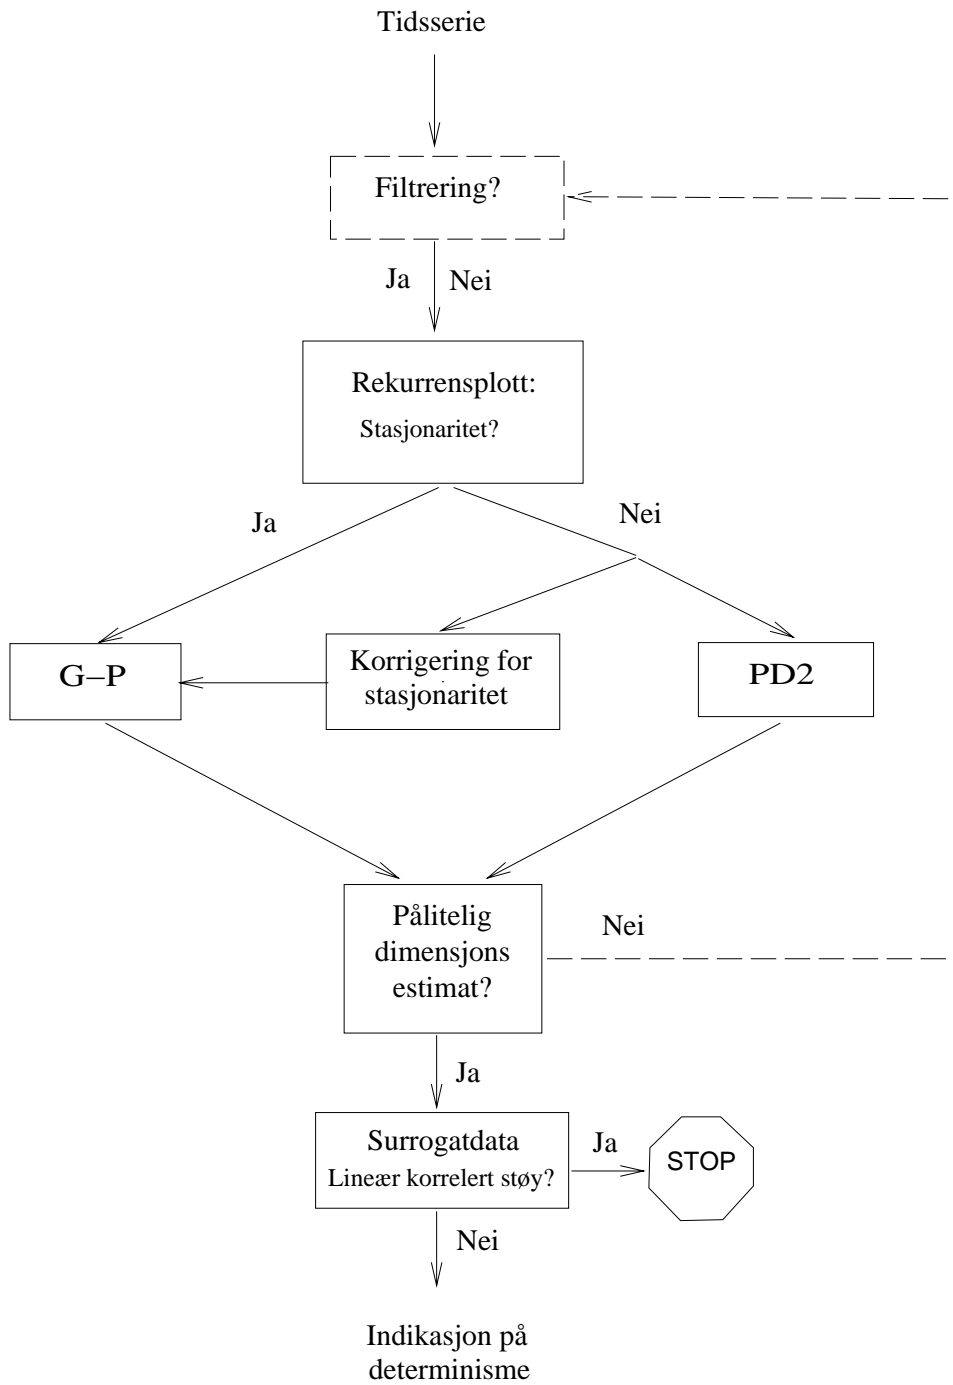 Tidsserie
Filtrering?
Ja
Nei
Rekurrensplott:
Stasjonaritet?
Ja
Nei
G–P
Korrigering for
stasjonaritet
PD2
Pålitelig
dimensjons
estimat?
Nei
Ja
Surrogatdata
Lineær korrelert støy?
Ja
STOP
Nei
Indikasjon på
determinisme